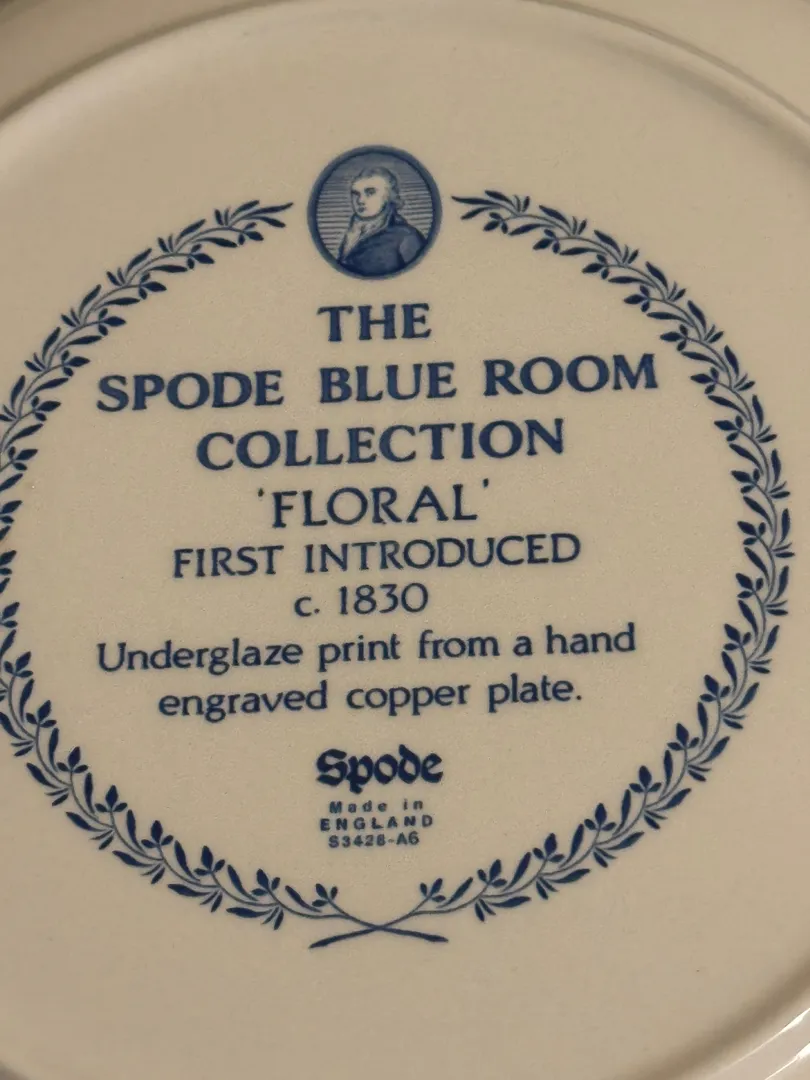 THE
SPODE BLUE ROOM
COLLECTION
'FLORAL'
FIRST INTRODUCED
c. 1830
Underglaze print from a hand
engraved copper plate.
Spode
Made in
ENGLAND
S3428-A6